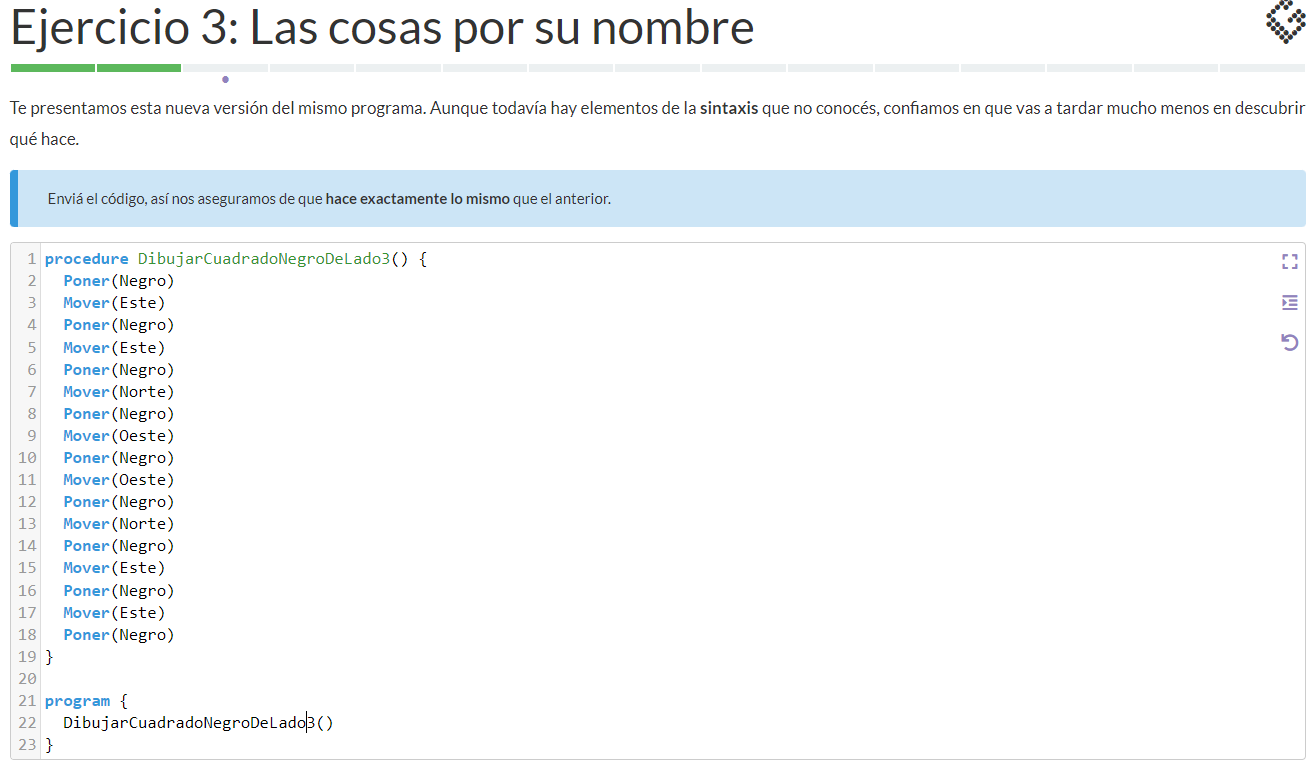 Ejercicio 3: Las cosas por su nombre
Te presentamos esta nueva versión del mismo programa. Aunque todavía hay elementos de la sintaxis que no conocés, confiamos en que vas a tardar mucho menos en descubrir
qué hace.
Enviá el código, así nos aseguramos de que hace exactamente lo mismo que el anterior.
1 procedure DibujarCuadradoNegroDeLado3() {
2   Poner(Negro)
3   Mover(Este)
4   Poner(Negro)
5   Mover(Este)
6   Poner(Negro)
7   Mover(Norte)
8   Poner(Negro)
9   Mover(Oeste)
10   Poner(Negro)
11   Mover(Oeste)
12   Poner(Negro)
13   Mover(Norte)
14   Poner(Negro)
15   Mover(Este)
16   Poner(Negro)
17   Mover(Este)
18   Poner(Negro)
19 }
20
21 program {
22   DibujarCuadradoNegroDeLado3()
23 }